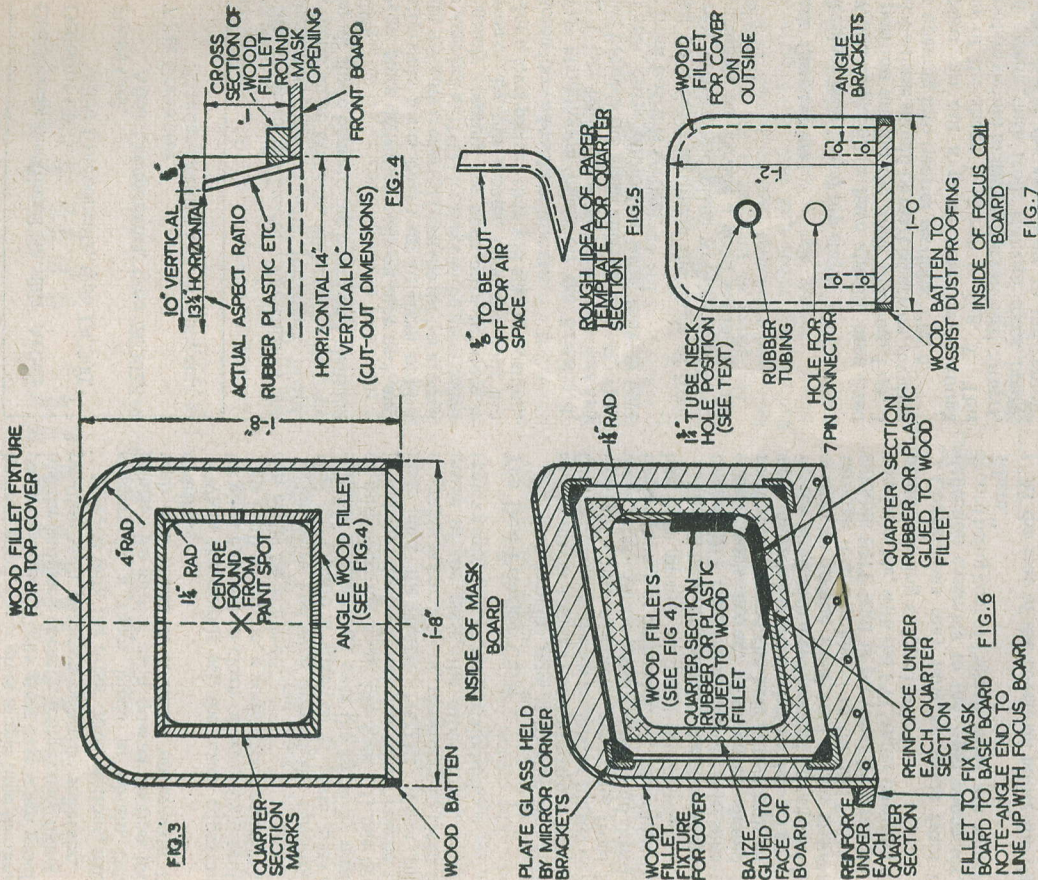 WOOD FILLET FIXTURE
FOR TOP COVER
FIG.3
4" RAD
1¼" RAD
CENTRE
FOUND
FROM
PAINT SPOT
1'-8"
QUARTER
SECTION
MARKS
ANGLE WOOD FILLET
(SEE FIG.4)
1'-8"
WOOD BATTEN
INSIDE OF MASK
BOARD
10" VERTICAL
13¼" HORIZONTAL
CROSS
SECTION OF
WOOD
FILLET
ROUND
MASK
OPENING
1"
ACTUAL ASPECT RATIO
RUBBER PLASTIC ETC
HORIZONTAL 14"
VERTICAL 10"
(CUT-OUT DIMENSIONS)
FRONT BOARD
FIG.4
TO BE CUT
OFF FOR AIR
SPACE
ROUGH IDEA OF PAPER
TEMPLATE FOR QUARTER
SECTION
FIG.5
PLATE GLASS HELD
BY MIRROR CORNER
BRACKETS
WOOD
FILLET
FIXTURE
FOR COVER
BAIZE
GLUED TO
FACE OF
BOARD
REINFORCE
UNDER
EACH
QUARTER
SECTION
1¼" RAD
WOOD FILLETS
(SEE FIG 4)
QUARTER SECTION
RUBBER OR PLASTIC
GLUED TO WOOD
FILLET
QUARTER SECTION
RUBBER OR PLASTIC
GLUED TO WOOD
FILLET
REINFORCE UNDER
EACH QUARTER
SECTION
FILLET TO FIX MASK
BOARD TO BASE BOARD
NOTE-ANGLE END TO
LINE UP WITH FOCUS BOARD
FIG.6
WOOD
FILLET
FOR COVER
ON
OUTSIDE
TUBE NECK
HOLE POSITION
(SEE TEXT)
RUBBER
TUBING
HOLE FOR
7 PIN CONNECTOR
1'-2"
1'-0
ANGLE
BRACKETS
WOOD BATTEN TO
ASSIST DUST PROOFING
INSIDE OF FOCUS COIL
BOARD
FIG.7